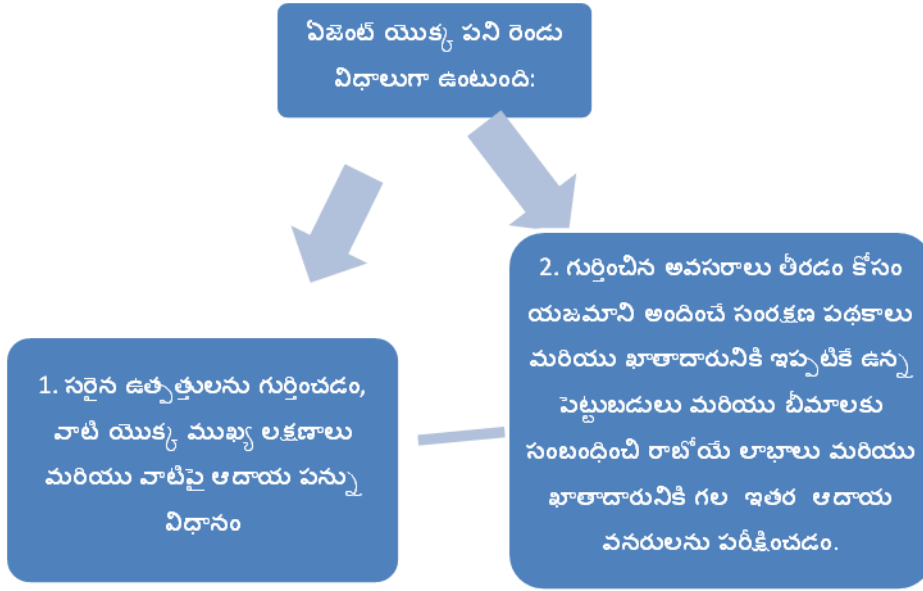 ఏజెంట్ యొక్క పని రెండు
విధాలుగా ఉంటుంది:
1. సరైన ఉత్పత్తులను గుర్తించడం,
వాటి యొక్క ముఖ్య లక్షణాలు
మరియు వాటిపై ఆదాయ పన్ను
విధానం
2. గుర్తించిన అవసరాలు తీరడం కోసం
యజమాని అందించే సంరక్షణ పథకాలు
మరియు ఖాతాదారునికి ఇప్పటికే ఉన్న
పెట్టుబడులు మరియు బీమాలకు
సంబంధించి రాబోయే లాభాలు మరియు
ఖాతాదారునికి గల ఇతర ఆదాయ
వనరులను పరీక్షించడం.